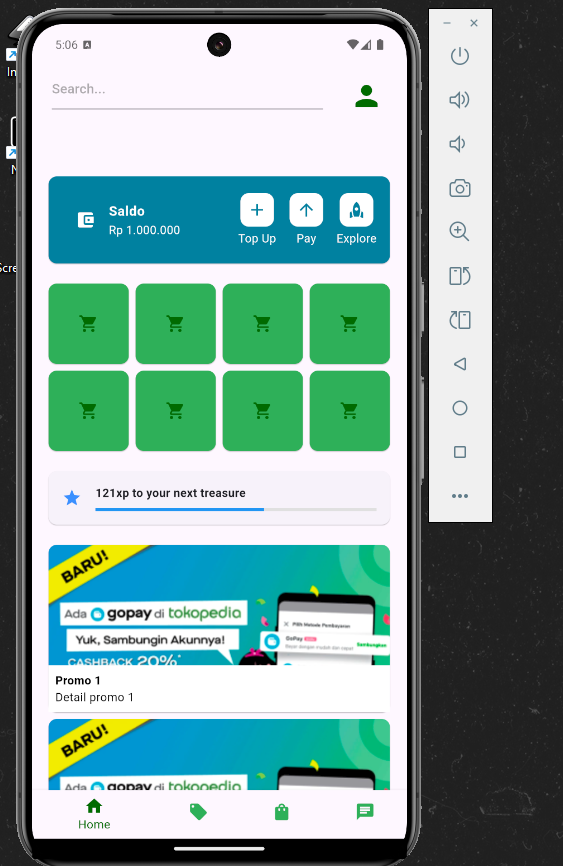 5:06
Search...
Saldo
Rp 1.000.000
Top Up
Pay
Explore
121xp to your next treasure
BARU!
Ada gopay di tokopedia
Yuk, Sambungin Akunnya!
CASHBACK 20%*
Pilih Metode Pembayaran
GoPay
Sambungkan
Promo 1
Detail promo 1
BARU!
Ada gopay di tokopedia
Home